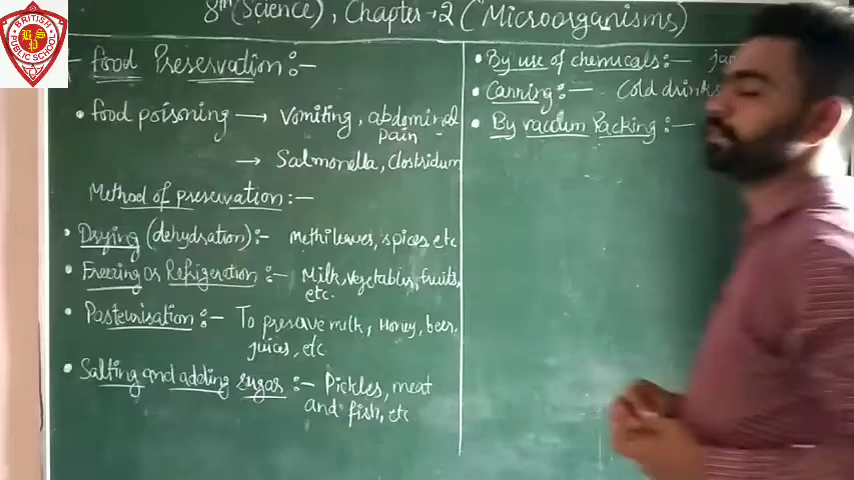 BRITISH
BSP
PUBLIC SCHOOL
8th (Science), Chapter → 2 (Microorganisms)
- food Preservation :-
• food poisoning → vomiting, abdominal
pain -
→ Salmonella, clostridum
Method of preservation :-
• Drying (dehydration) :- methi leaves, spices, etc
• Freezing or Refrigeration :- Milk, vegetables, fruits,
etc.
• Pasteurisation :- To preserve milk, Honey, beer,
juices, etc
• Salting and adding sugar :- Pickles, meat
and fish, etc
• By use of chemicals :-
• Canning :- Cold drinks
• By vacuum Packing :-